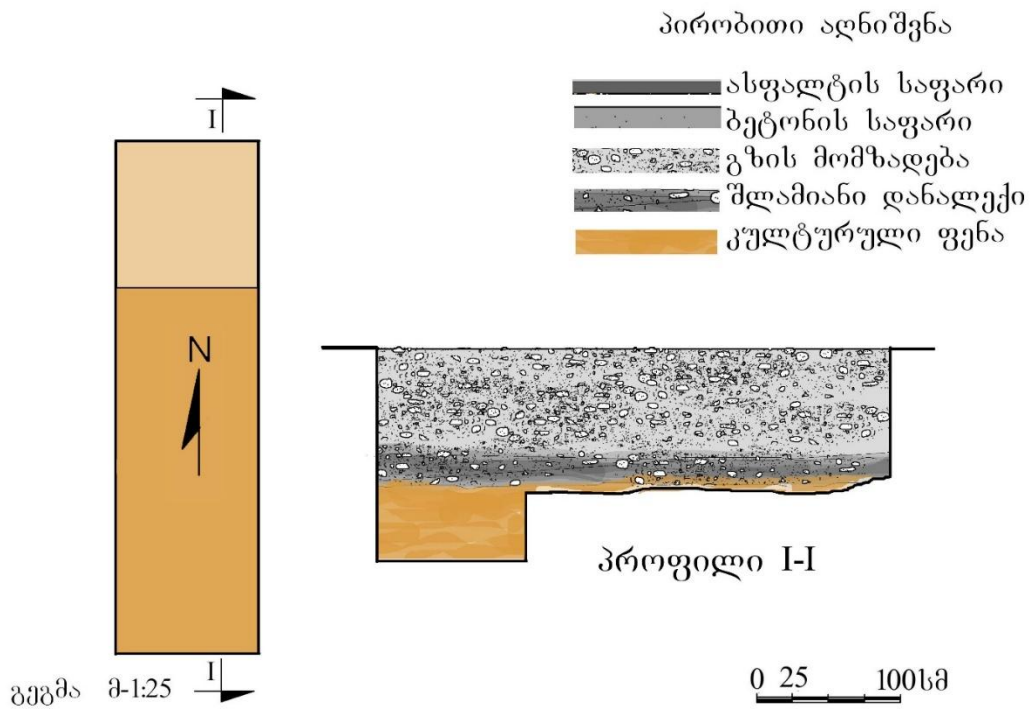 პირობითი აღნიშვნა
ასფალტის საფარი
ბეტონის საფარი
გზის მომზადება
შლამიანი დანალექი
კულტურული ფენა
I
N
I
პროფილი I-I
გეგმა მ-1:25
0 25 100სმ